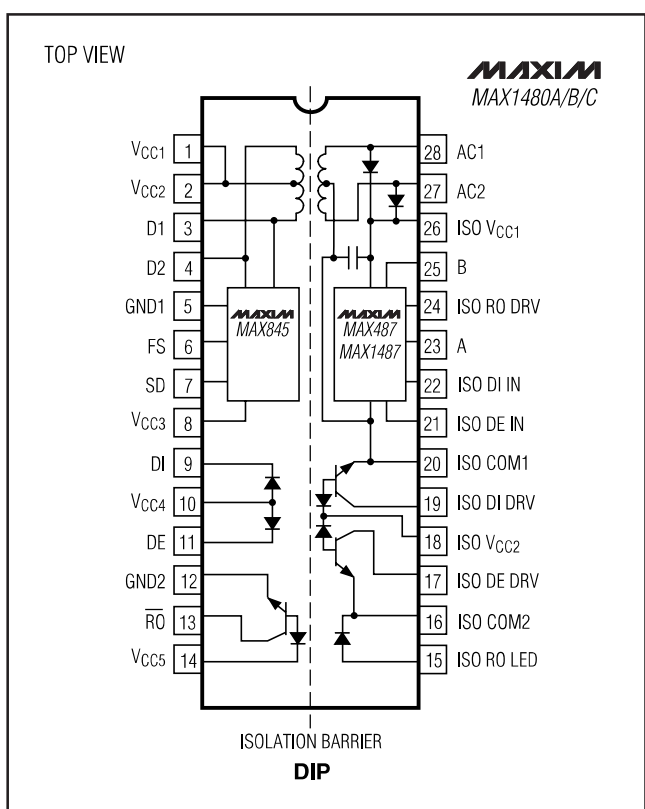 TOP VIEW
MAXIM
MAX1480A/B/C
VCC1 1
VCC2 2
D1 3
D2 4
GND1 5
FS 6
SD 7
VCC3 8
DI 9
VCC4 10
DE 11
GND2 12
R̅O̅ 13
VCC5 14
MAXIM
MAX845
MAXIM
MAX487
MAX1487
28 AC1
27 AC2
26 ISO VCC1
25 B
24 ISO RO DRV
23 A
22 ISO DI IN
21 ISO DE IN
20 ISO COM1
19 ISO DI DRV
18 ISO VCC2
17 ISO DE DRV
16 ISO COM2
15 ISO RO LED
ISOLATION BARRIER
DIP